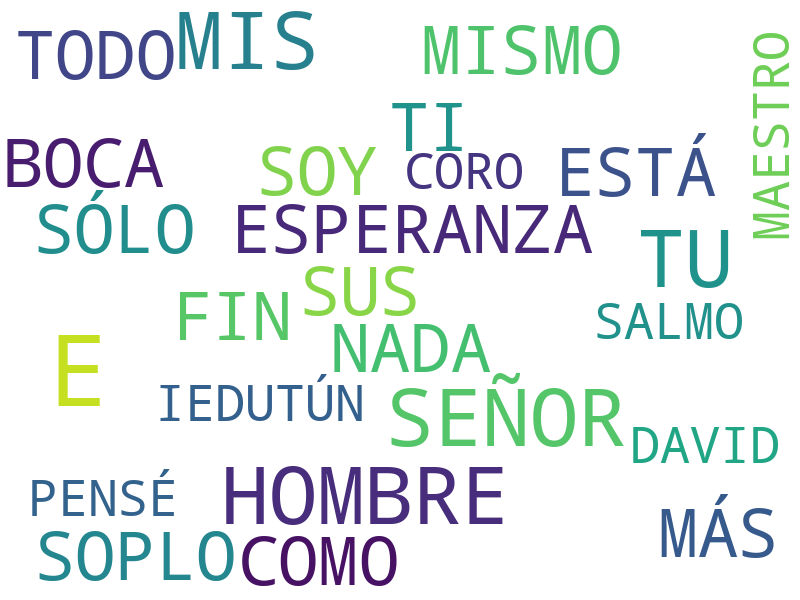 TODO
MIS
MISMO
MAESTRO
TI
BOCA
SOY
CORO
ESTÁ
SÓLO
ESPERANZA
TU
SUS
FIN
SALMO
NADA
E
IEDUTÚN
SEÑOR
DAVID
PENSÉ
HOMBRE
MÁS
SOPLO
COMO